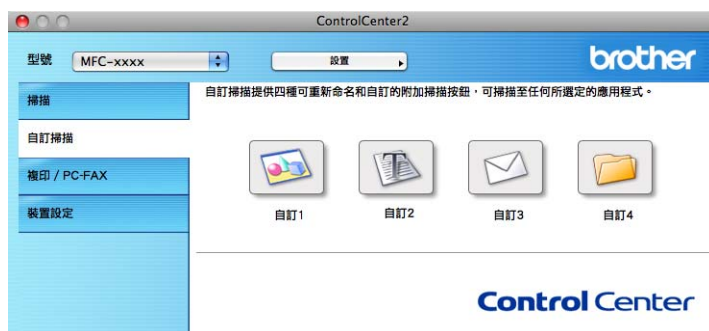 ControlCenter2
型號 MFC-xxxx 設置 brother
掃描
自訂掃描提供四種可重新命名和自訂的附加掃描按鈕，可掃描至任何所選定的應用程式。
自訂掃描
複印 / PC-FAX
裝置設定
自訂1 自訂2 自訂3 自訂4
Control Center